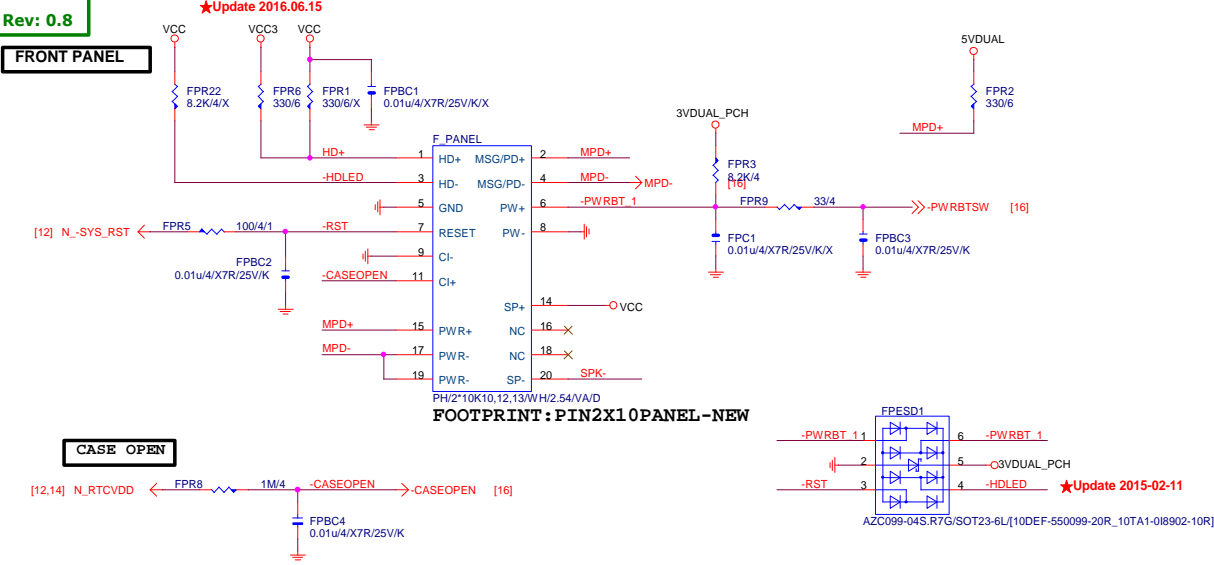 Rev: 0.8
★Update 2016.06.15
FRONT PANEL
VCC
VCC3
VCC
5VDUAL
FPR22
8.2K/4/X
FPR6
330/6
FPR1
330/6/X
FPBC1
0.01u/4/X7R/25V/K/X
FPR2
330/6
MPD+
3VDUAL_PCH
FPR3
8.2K/4
F_PANEL
HD+ 1 HD+ MSG/PD+ 2 MPD+
-HDLED 3 HD- MSG/PD- 4 MPD- MPD- [16]
5 GND PW+ 6 -PWRBT_1 FPR9 33/4 -PWRBTSW [16]
[12] N_-SYS_RST FPR5 100/4/1 -RST 7 RESET PW- 8
FPC1
0.01u/4/X7R/25V/K/X
FPBC3
0.01u/4/X7R/25V/K
9 CI-
FPBC2
0.01u/4/X7R/25V/K
-CASEOPEN 11 CI+
SP+ 14 VCC
MPD+ 15 PWR+ NC 16
MPD- 17 PWR- NC 18
19 PWR- SP- 20 SPK-
PH/2*10K10,12,13/WH/2.54/VA/D
FOOTPRINT:PIN2X10PANEL-NEW
CASE OPEN
[12,14] N_RTCVDD FPR8 1M/4 -CASEOPEN -CASEOPEN [16]
FPBC4
0.01u/4/X7R/25V/K
FPESD1
-PWRBT_1 1 6 -PWRBT_1
2 5 3VDUAL_PCH
-RST 3 4 -HDLED ★Update 2015-02-11
AZC099-04S.R7G/SOT23-6L/[10DEF-550099-20R_10TA1-0I8902-10R]